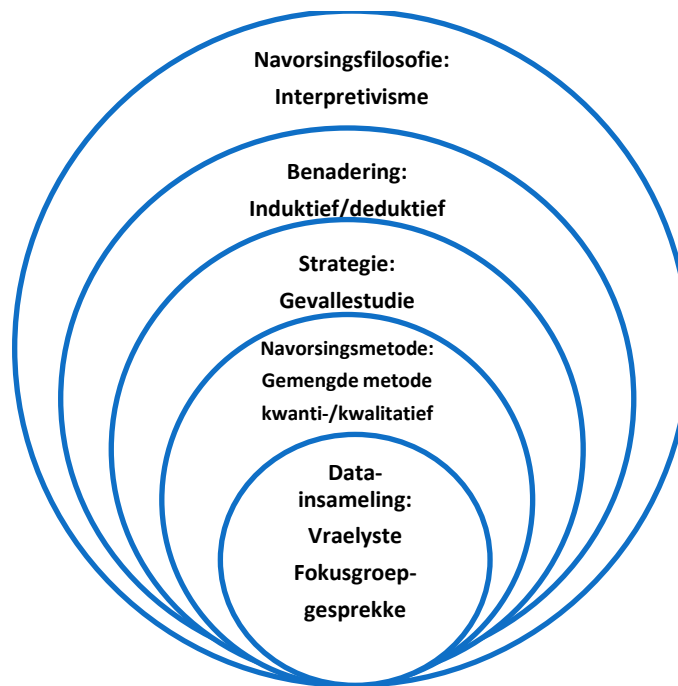 Navorsingsfilosofie:
Interpretivisme
Benadering:
Induktief/deduktief
Strategie:
Gevallestudie
Navorsingsmetode:
Gemengde metode
kwanti-/kwalitatief
Data-
insameling:
Vraelyste
Fokusgroep-
gesprekke